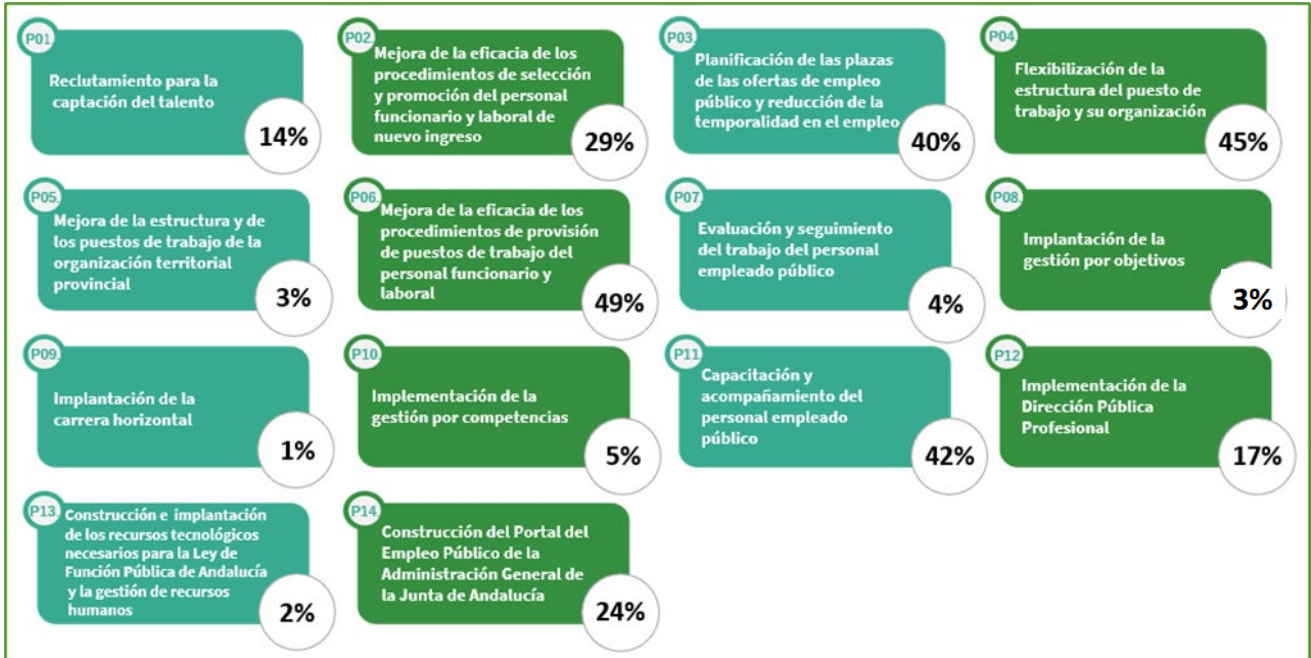 P01.
Reclutamiento para la
captación del talento
14%
P02.
Mejora de la eficacia de los
procedimientos de selección
y promoción del personal
funcionario y laboral de
nuevo ingreso
29%
P03.
Planificación de las plazas
de las ofertas de empleo
público y reducción de la
temporalidad en el empleo
40%
P04.
Flexibilización de la
estructura del puesto de
trabajo y su organización
45%
P05.
Mejora de la estructura y de
los puestos de trabajo de la
organización territorial
provincial
3%
P06.
Mejora de la eficacia de los
procedimientos de provisión
de puestos de trabajo del
personal funcionario y
laboral
49%
P07.
Evaluación y seguimiento
del trabajo del personal
empleado público
4%
P08.
Implantación de la
gestión por objetivos
3%
P09.
Implantación de la
carrera horizontal
1%
P10.
Implementación de la
gestión por competencias
5%
P11.
Capacitación y
acompañamiento del
personal empleado
público
42%
P12
Implementación de la
Dirección Pública
Profesional
17%
P13.
Construcción e implantación
de los recursos tecnológicos
necesarios para la Ley de
Función Pública de Andalucía
y la gestión de recursos
humanos
2%
P14.
Construcción del Portal del
Empleo Público de la
Administración General de
la Junta de Andalucía
24%